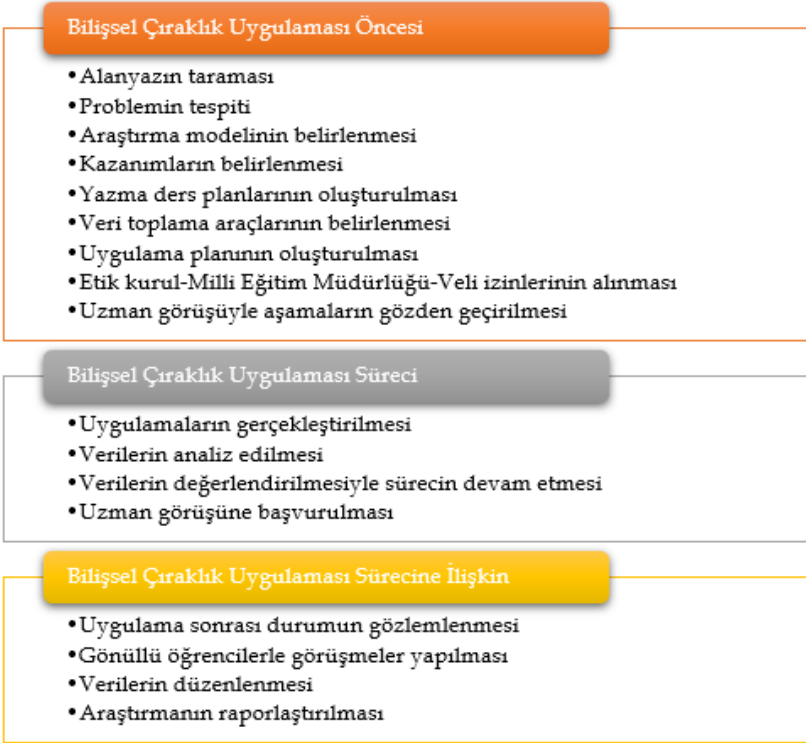 Bilişsel Çıraklık Uygulaması Öncesi
•Alanyazın taraması
•Problemin tespiti
•Araştırma modelinin belirlenmesi
•Kazanımların belirlenmesi
•Yazma ders planlarının oluşturulması
•Veri toplama araçlarının belirlenmesi
•Uygulama planının oluşturulması
•Etik kurul-Milli Eğitim Müdürlüğü-Veli izinlerinin alınması
•Uzman görüşüyle aşamaların gözden geçirilmesi
Bilişsel Çıraklık Uygulaması Süreci
•Uygulamaların gerçekleştirilmesi
•Verilerin analiz edilmesi
•Verilerin değerlendirilmesiyle sürecin devam etmesi
•Uzman görüşüne başvurulması
Bilişsel Çıraklık Uygulaması Sürecine İlişkin
•Uygulama sonrası durumun gözlemlenmesi
•Gönüllü öğrencilerle görüşmeler yapılması
•Verilerin düzenlenmesi
•Araştırmanın raporlaştırılması